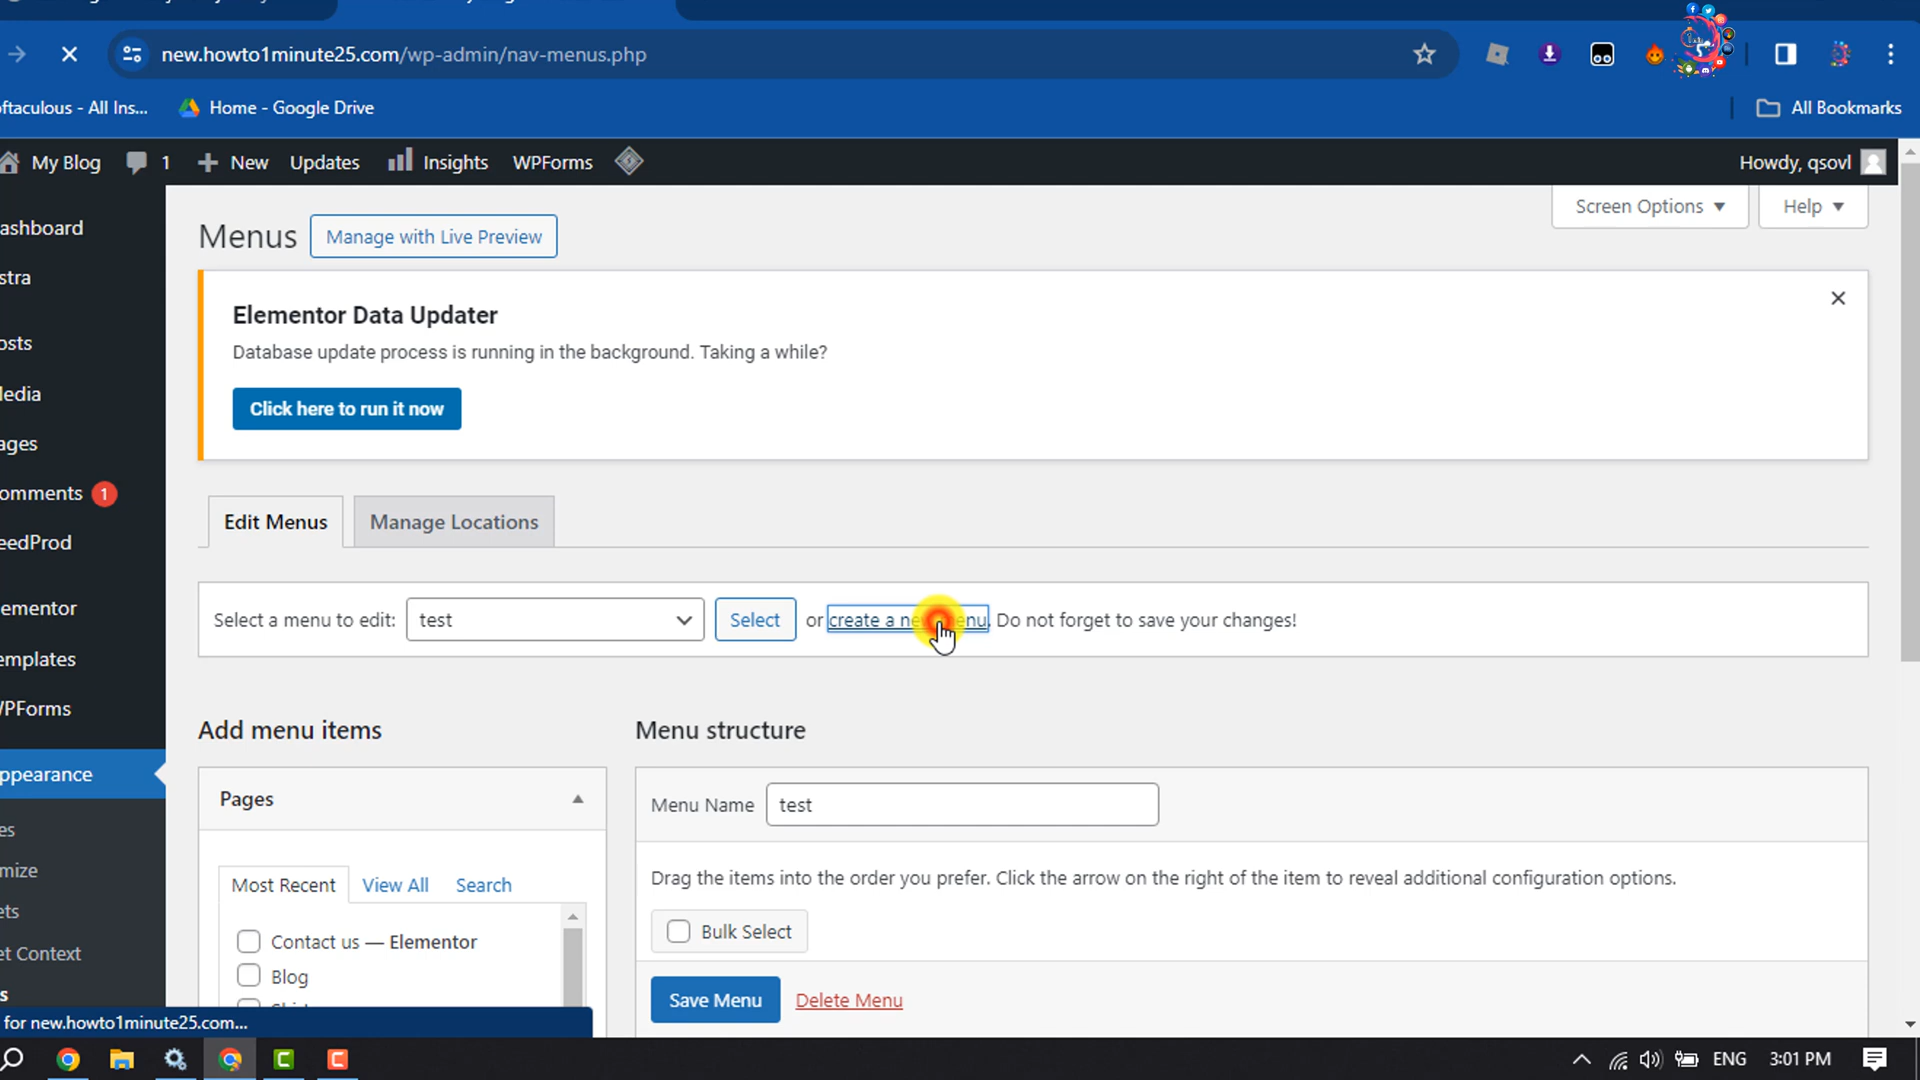 new.howto1minute25.com/wp-admin/nav-menus.php
oftaculous - All Ins... Home - Google Drive All Bookmarks
My Blog 1 New Updates Insights WPForms Howdy, qsovl
Screen Options Help
Menus Manage with Live Preview
ashboard
stra
osts
ledia
ages
omments 1
eedProd
lementor
emplates
VPForms
ppearance
es
omize
ets
et Context
s
Elementor Data Updater
Database update process is running in the background. Taking a while?
Click here to run it now
Edit Menus Manage Locations
Select a menu to edit: test Select or create a new menu. Do not forget to save your changes!
Add menu items
Pages
Most Recent View All Search
Contact us — Elementor
Blog
Menu structure
Menu Name test
Drag the items into the order you prefer. Click the arrow on the right of the item to reveal additional configuration options.
Bulk Select
Save Menu Delete Menu
for new.howto1minute25.com...
ENG 3:01 PM